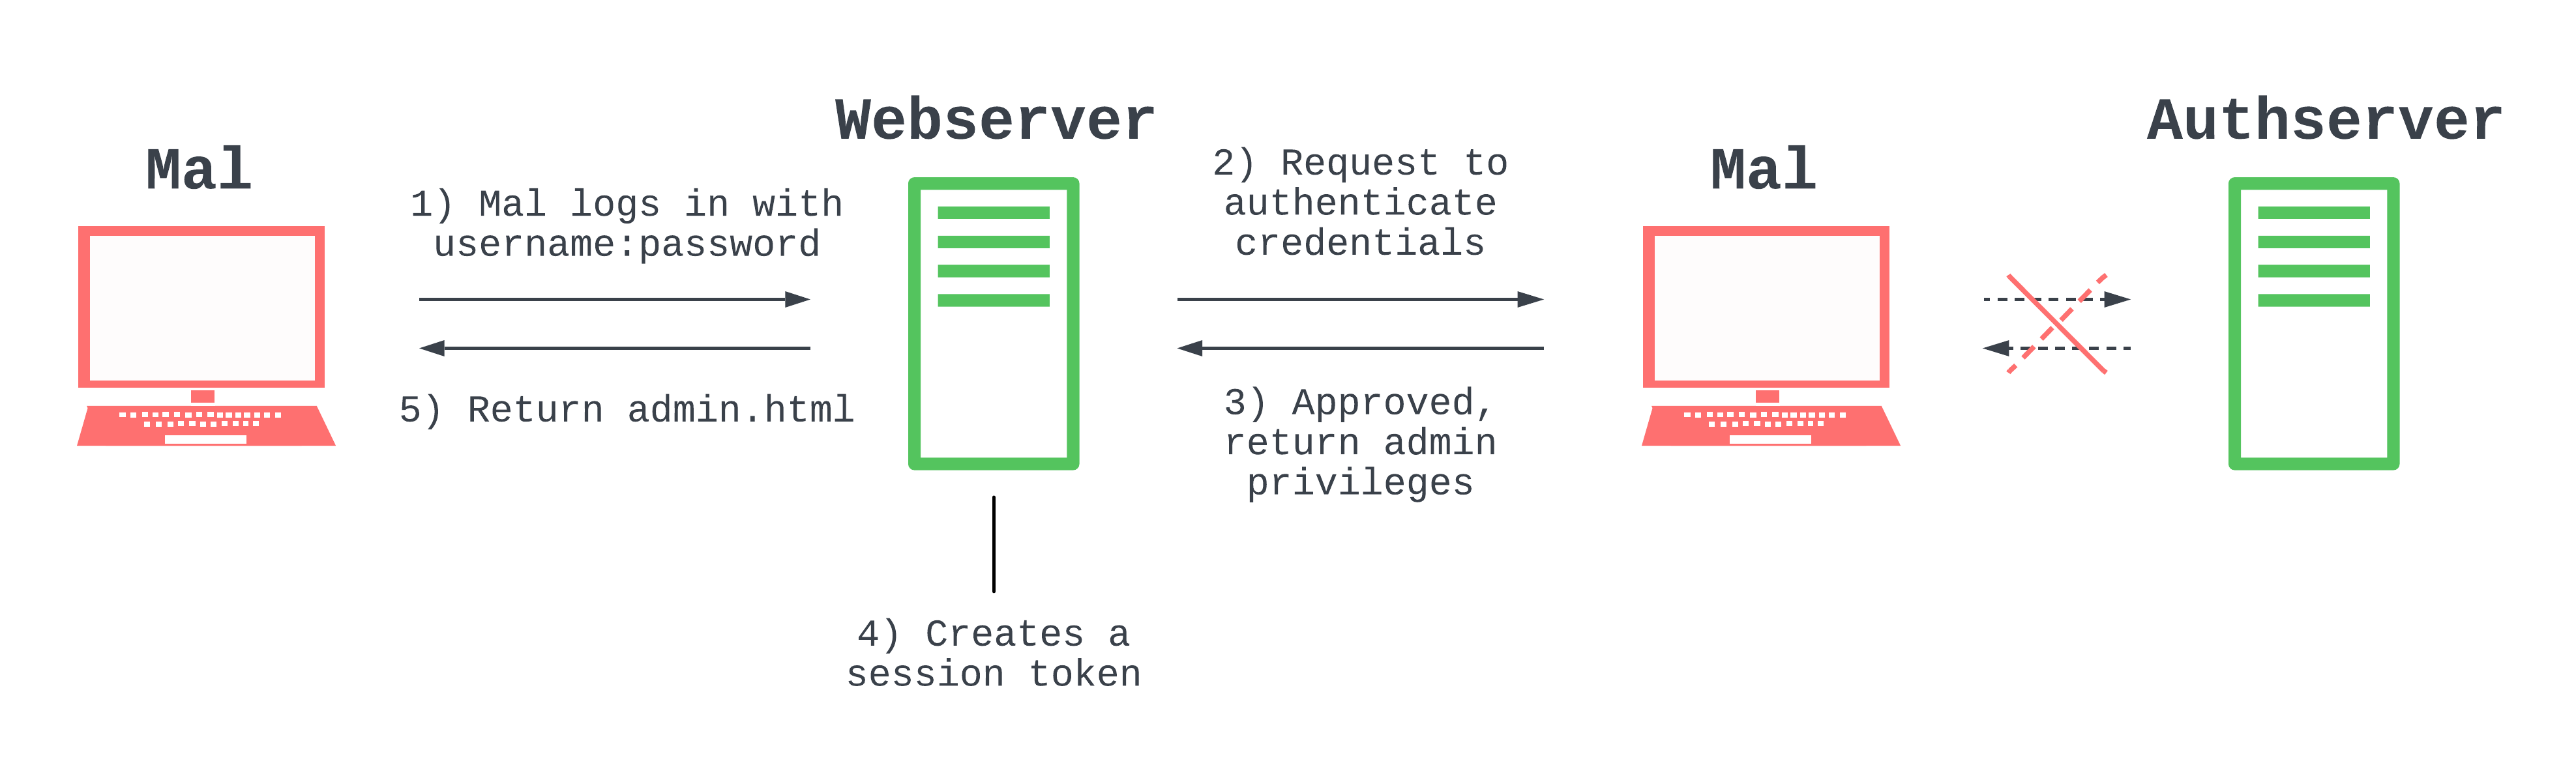 Mal
1) Mal logs in with
username:password
5) Return admin.html
Webserver
4) Creates a
session token
2) Request to
authenticate
credentials
3) Approved,
return admin
privileges
Mal
Authserver